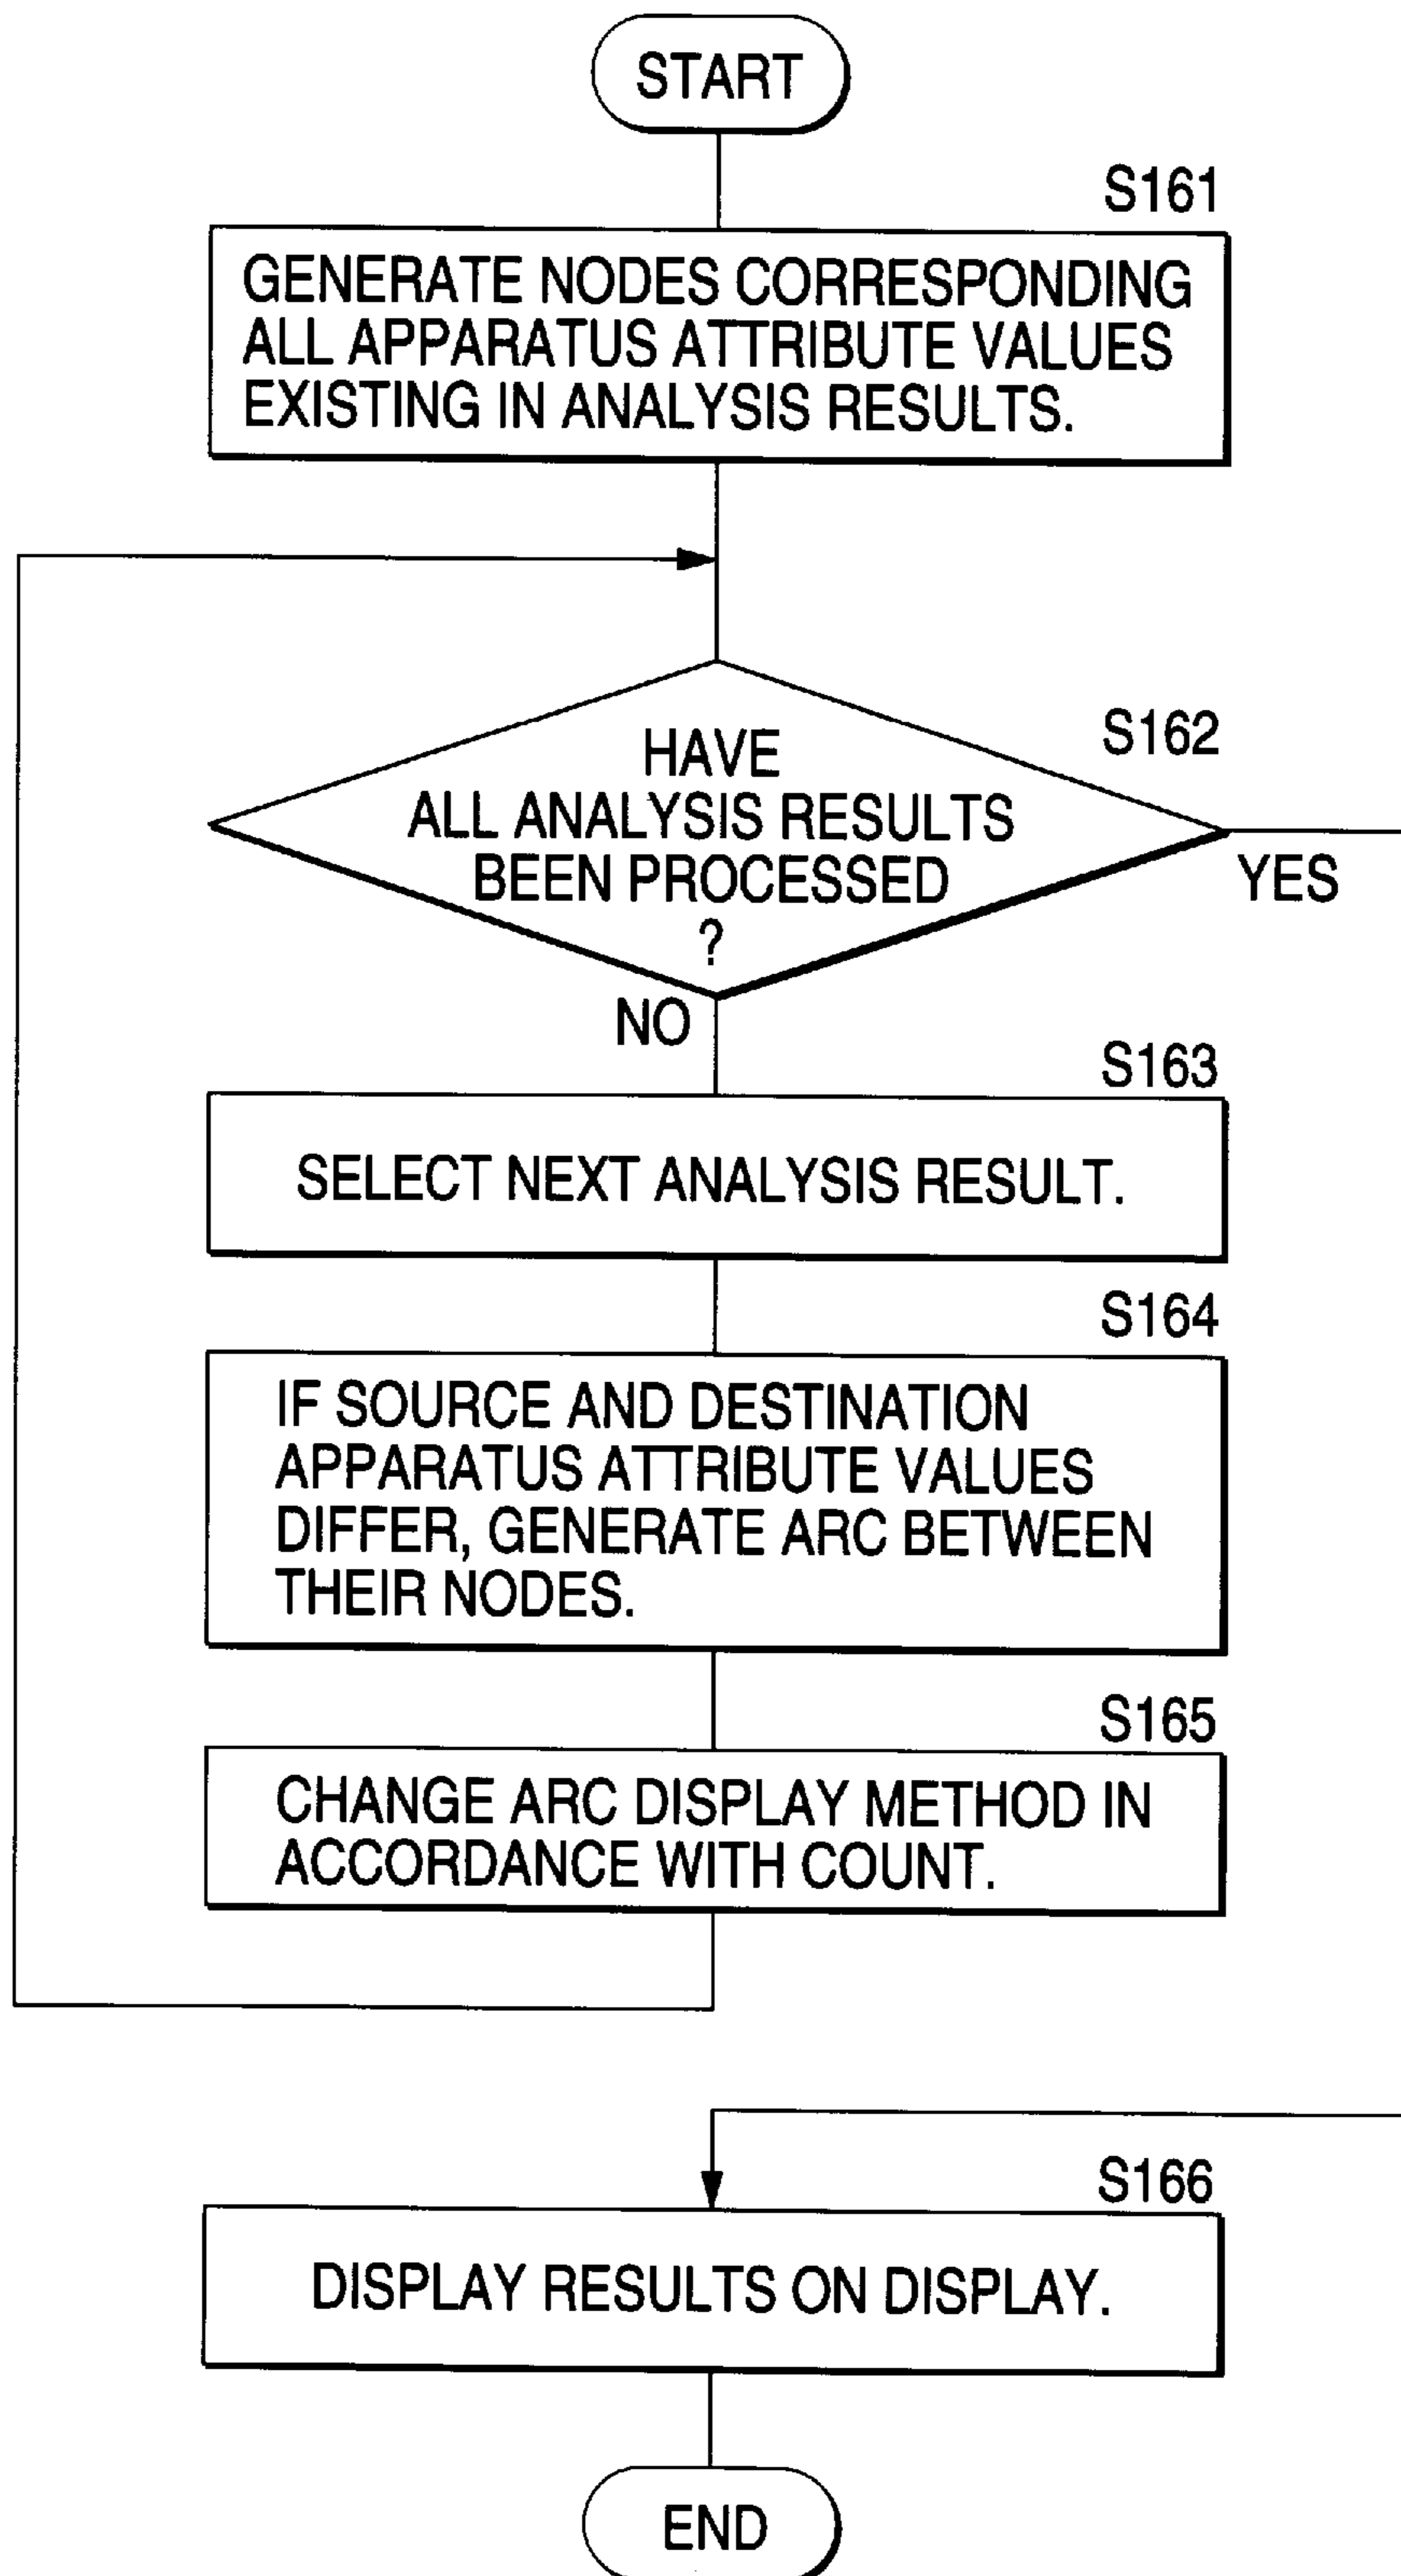 START
S161
GENERATE NODES CORRESPONDING
ALL APPARATUS ATTRIBUTE VALUES
EXISTING IN ANALYSIS RESULTS.
S162
HAVE
ALL ANALYSIS RESULTS
BEEN PROCESSED
?
YES
NO
S163
SELECT NEXT ANALYSIS RESULT.
S164
IF SOURCE AND DESTINATION
APPARATUS ATTRIBUTE VALUES
DIFFER, GENERATE ARC BETWEEN
THEIR NODES.
S165
CHANGE ARC DISPLAY METHOD IN
ACCORDANCE WITH COUNT.
S166
DISPLAY RESULTS ON DISPLAY.
END